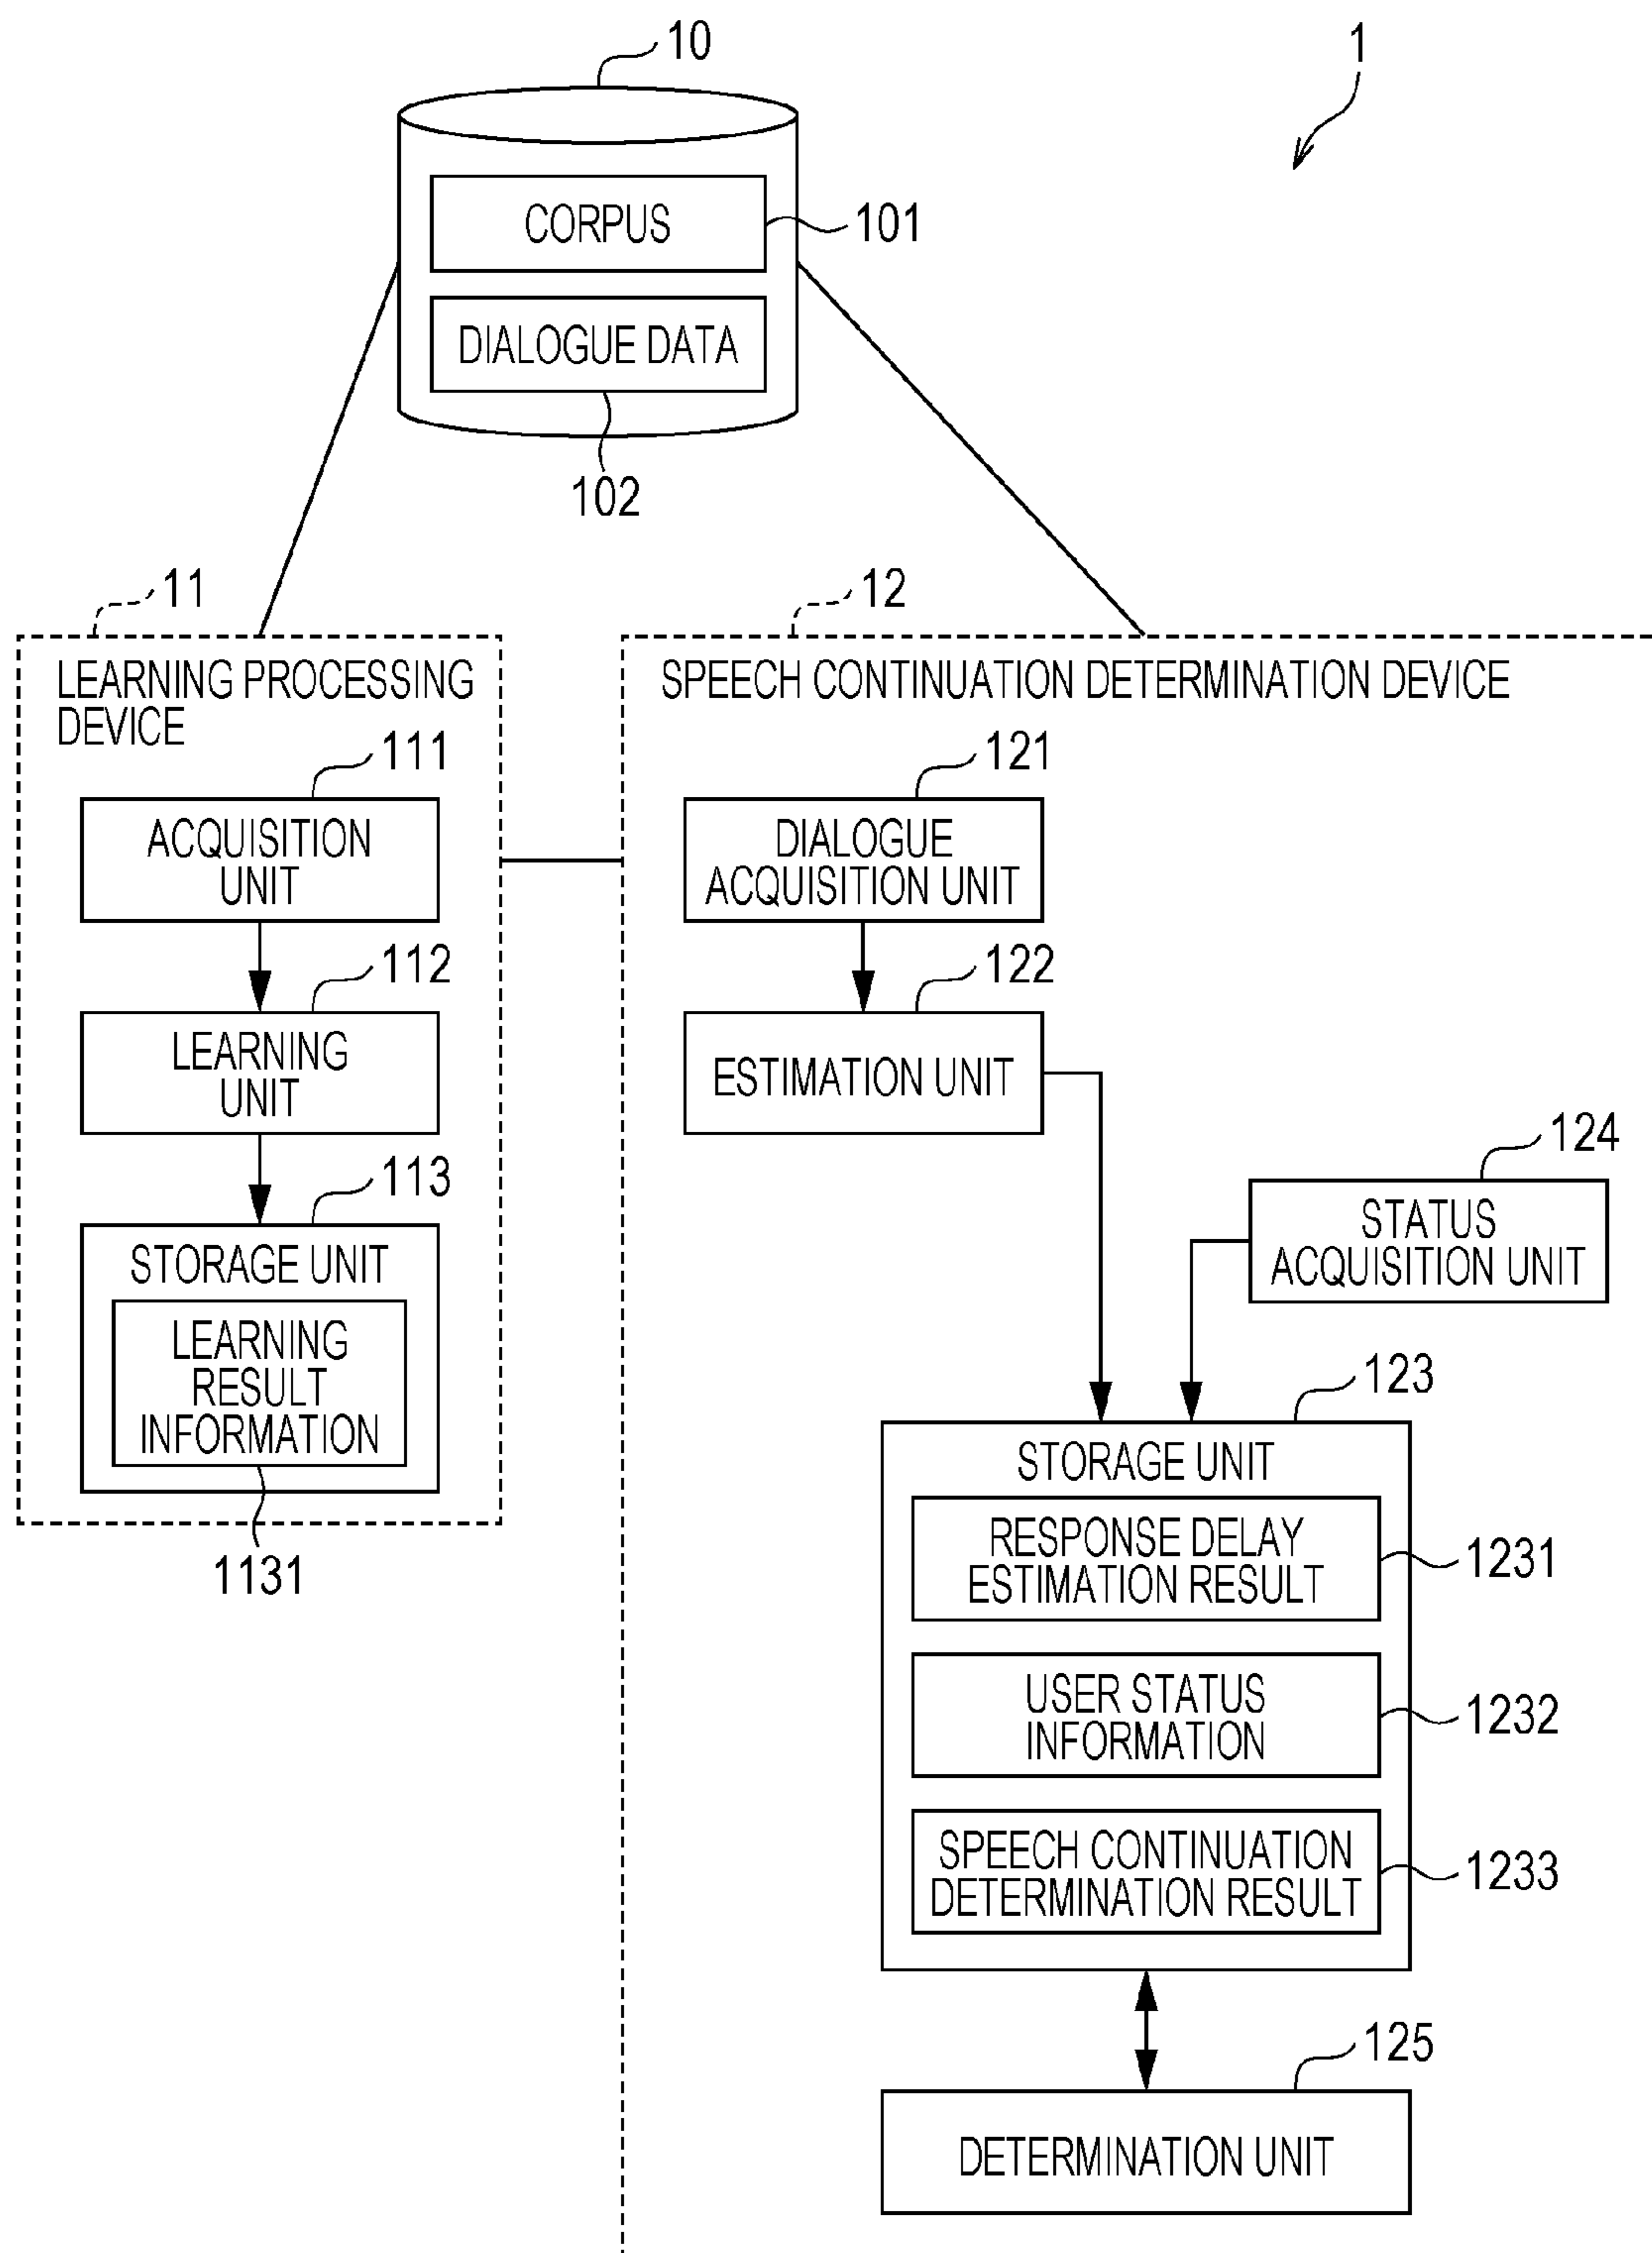 10
1
CORPUS
101
DIALOGUE DATA
102
11
LEARNING PROCESSING
DEVICE
111
ACQUISITION
UNIT
112
LEARNING
UNIT
113
STORAGE UNIT
LEARNING
RESULT
INFORMATION
1131
12
SPEECH CONTINUATION DETERMINATION DEVICE
121
DIALOGUE
ACQUISITION UNIT
122
ESTIMATION UNIT
124
STATUS
ACQUISITION UNIT
123
STORAGE UNIT
RESPONSE DELAY
ESTIMATION RESULT
1231
USER STATUS
INFORMATION
1232
SPEECH CONTINUATION
DETERMINATION RESULT
1233
125
DETERMINATION UNIT